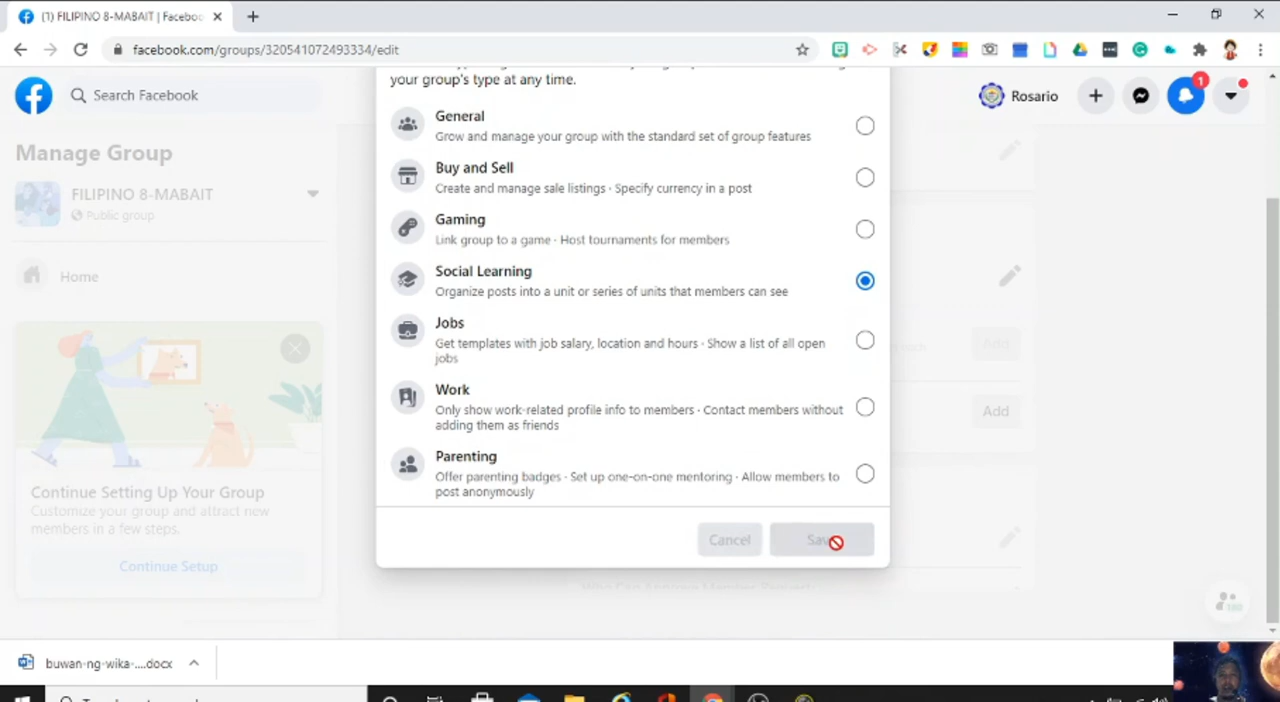 (1) FILIPINO 8-MABAIT | Faceboo
facebook.com/groups/320541072493334/edit
Search Facebook
Rosario
1
Manage Group
FILIPINO 8-MABAIT
Public group
Home
Continue Setting Up Your Group
Customize your group and attract new
members in a few steps.
Continue Setup
your group's type at any time.
General
Grow and manage your group with the standard set of group features
Buy and Sell
Create and manage sale listings · Specify currency in a post
Gaming
Link group to a game · Host tournaments for members
Social Learning
Organize posts into a unit or series of units that members can see
Jobs
Get templates with job salary, location and hours · Show a list of all open
jobs
Work
Only show work-related profile info to members · Contact members without
adding them as friends
Parenting
Offer parenting badges · Set up one-on-one mentoring · Allow members to
post anonymously
Cancel
Add
Add
buwan-ng-wika-....docx